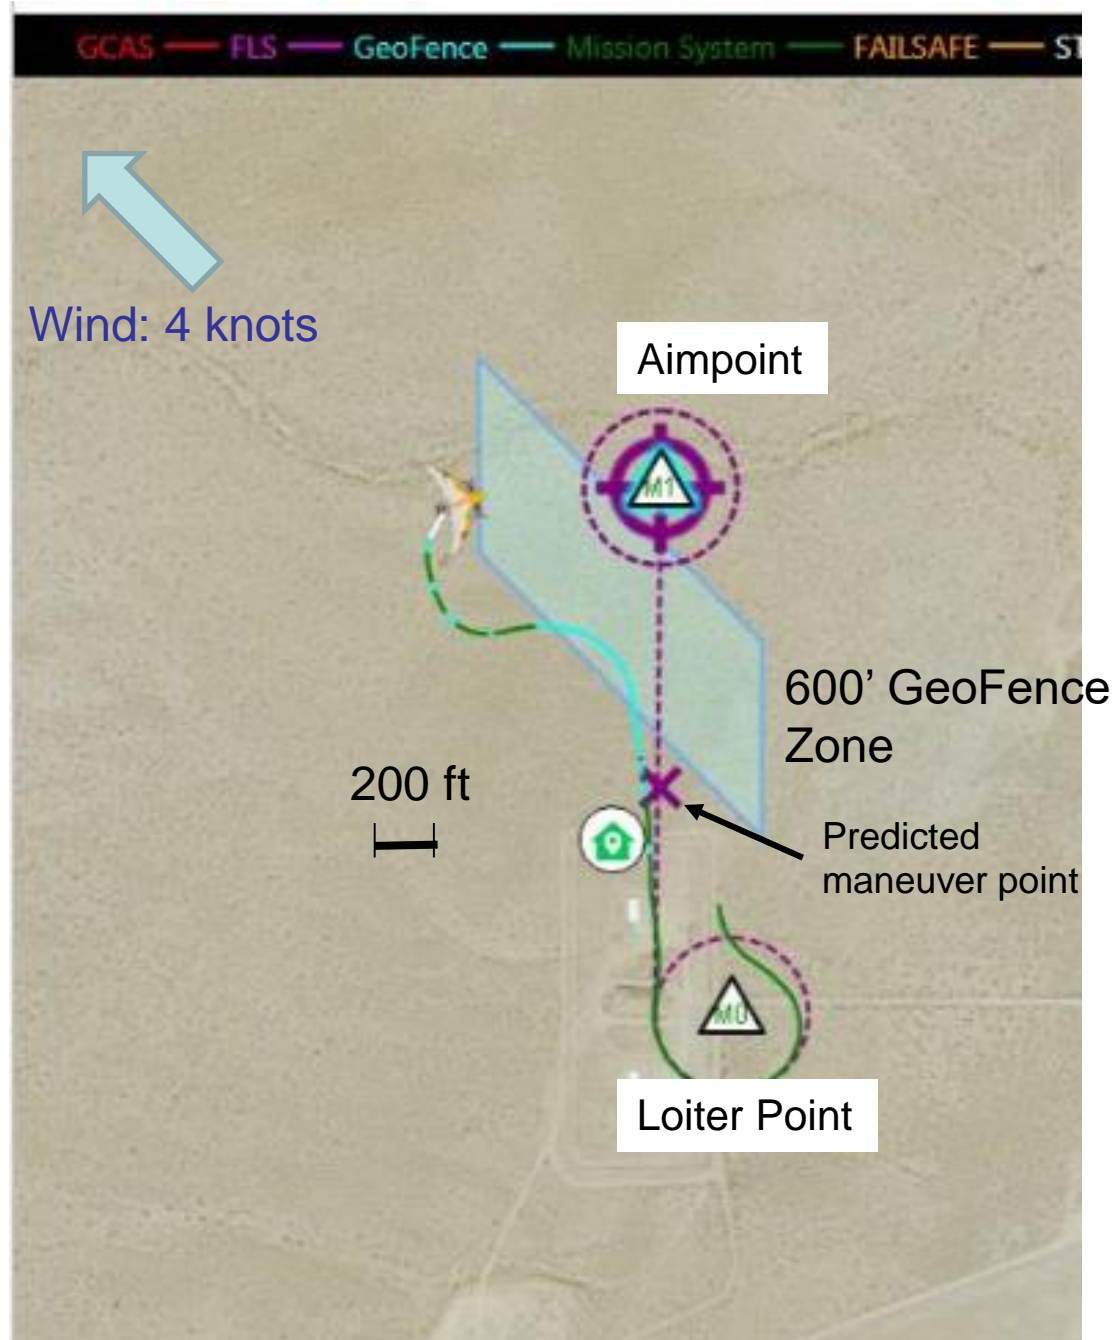 GCAS FLS GeoFence Mission System FAILSAFE ST
Wind: 4 knots
Aimpoint
M1
600' GeoFence
Zone
200 ft
Predicted
maneuver point
M0
Loiter Point